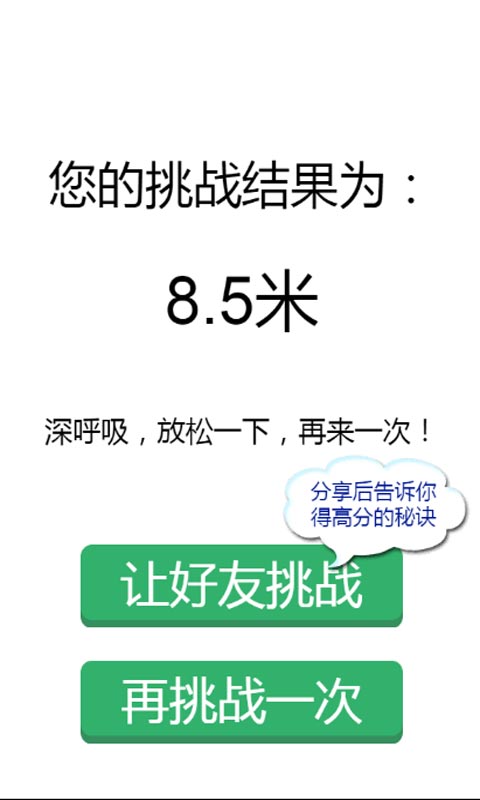 您的挑战结果为：
8.5米
深呼吸，放松一下，再来一次！
分享后告诉你
得高分的秘诀
让好友挑战
再挑战一次